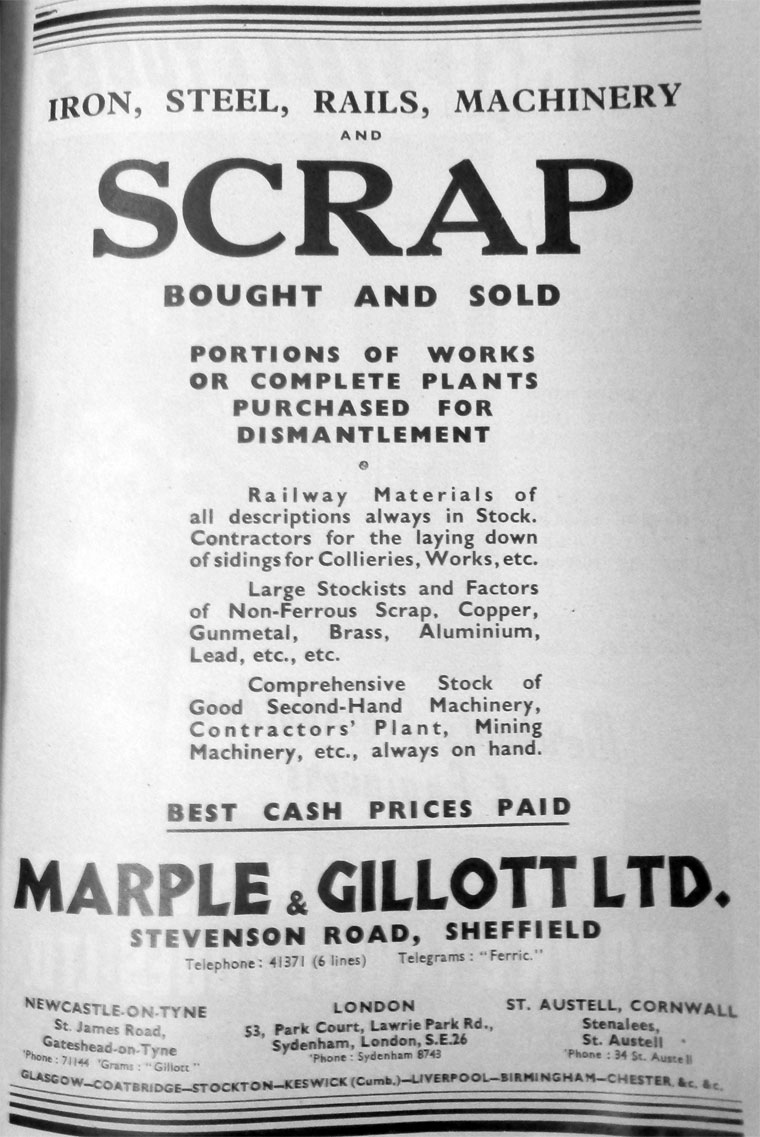 IRON, STEEL, RAILS, MACHINERY
AND
SCRAP
BOUGHT AND SOLD
PORTIONS OF WORKS
OR COMPLETE PLANTS
PURCHASED FOR
DISMANTLEMENT
Railway Materials of
all descriptions always in Stock.
Contractors for the laying down
of sidings for Collieries, Works, etc.
Large Stockists and Factors
of Non-Ferrous Scrap, Copper,
Gunmetal, Brass, Aluminium,
Lead, etc., etc.
Comprehensive Stock of
Good Second-Hand Machinery,
Contractors' Plant, Mining
Machinery, etc., always on hand.
BEST CASH PRICES PAID
MARPLE & GILLOTT LTD.
STEVENSON ROAD, SHEFFIELD
Telephone: 41371 (6 lines) Telegrams: "Ferric."
NEWCASTLE-ON-TYNE
St. James Road,
Gateshead-on-Tyne
'Phone: 71144 'Grams: "Gillott"
LONDON
53, Park Court, Lawrie Park Rd.,
Sydenham, London, S.E.26
'Phone: Sydenham 8743
ST. AUSTELL, CORNWALL
Stenalees,
St. Austell
'Phone: 34 St. Austell
GLASGOW—COATBRIDGE—STOCKTON—KESWICK (Cumb.)—LIVERPOOL—BIRMINGHAM—CHESTER, &c. &c.